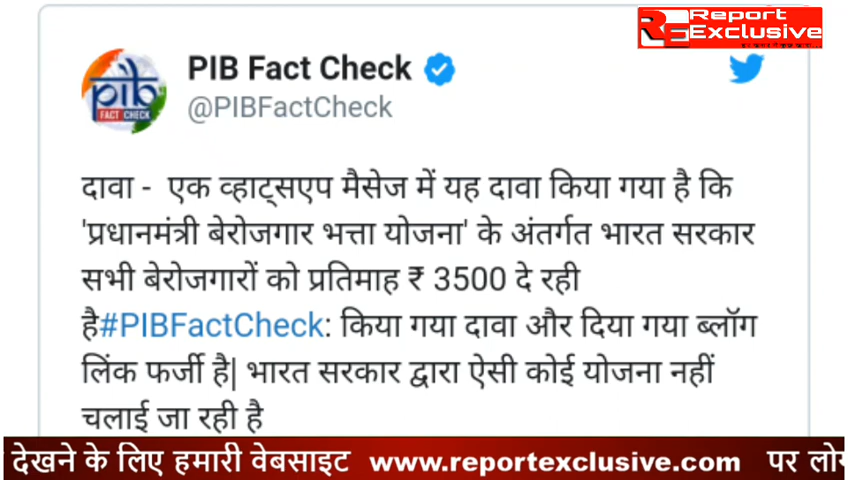 Report
Exclusive
PIB Fact Check
@PIBFactCheck
pib
FACT CHECK
दावा - एक व्हाट्सएप मैसेज में यह दावा किया गया है कि
'प्रधानमंत्री बेरोजगार भत्ता योजना' के अंतर्गत भारत सरकार
सभी बेरोजगारों को प्रतिमाह ₹ 3500 दे रही
है#PIBFactCheck: किया गया दावा और दिया गया ब्लॉग
लिंक फर्जी है| भारत सरकार द्वारा ऐसी कोई योजना नहीं
चलाई जा रही है
देखने के लिए हमारी वेबसाइट www.reportexclusive.com पर